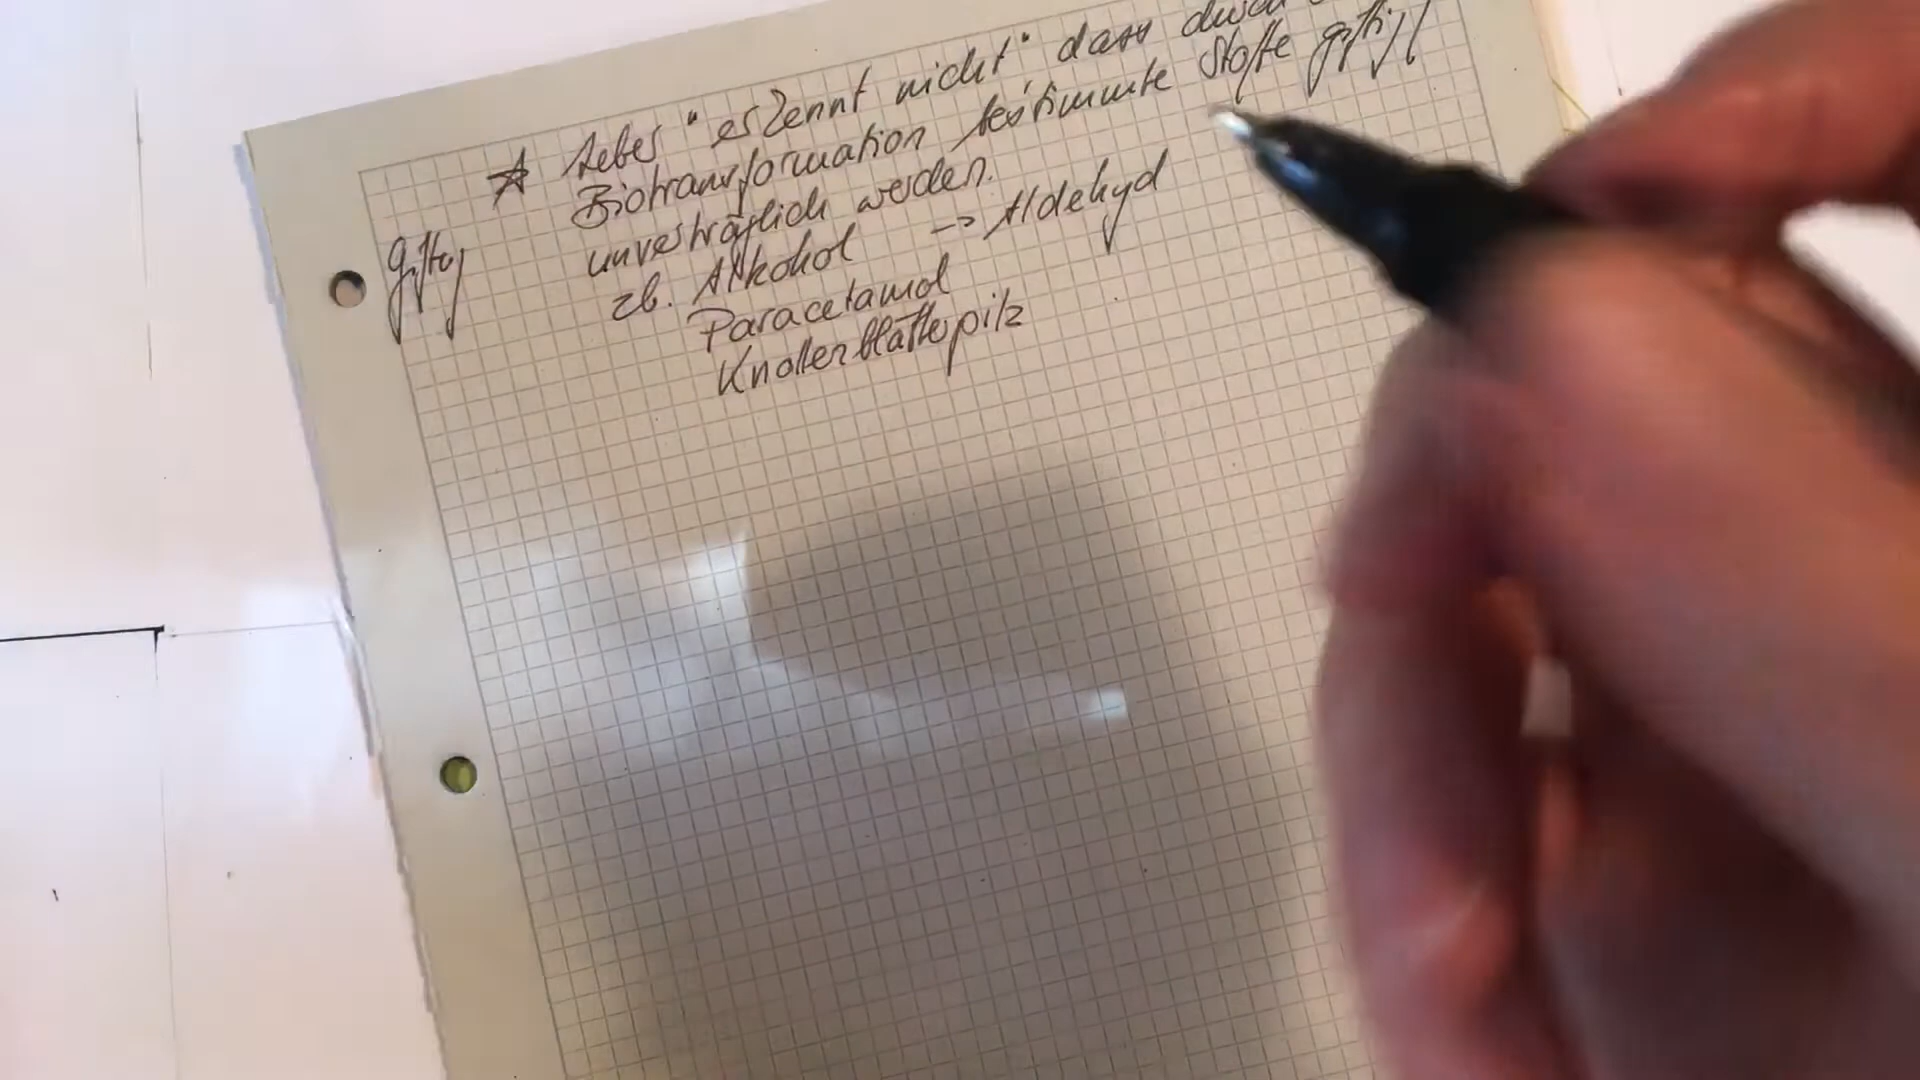 Leber "erkennt nicht" dass durch
Biotransformation bestimmte Stoffe giftig/
unverträglich werden.
giftig
zb. Alkohol -> Aldehyd
Paracetamol
Knollenblätterpilz